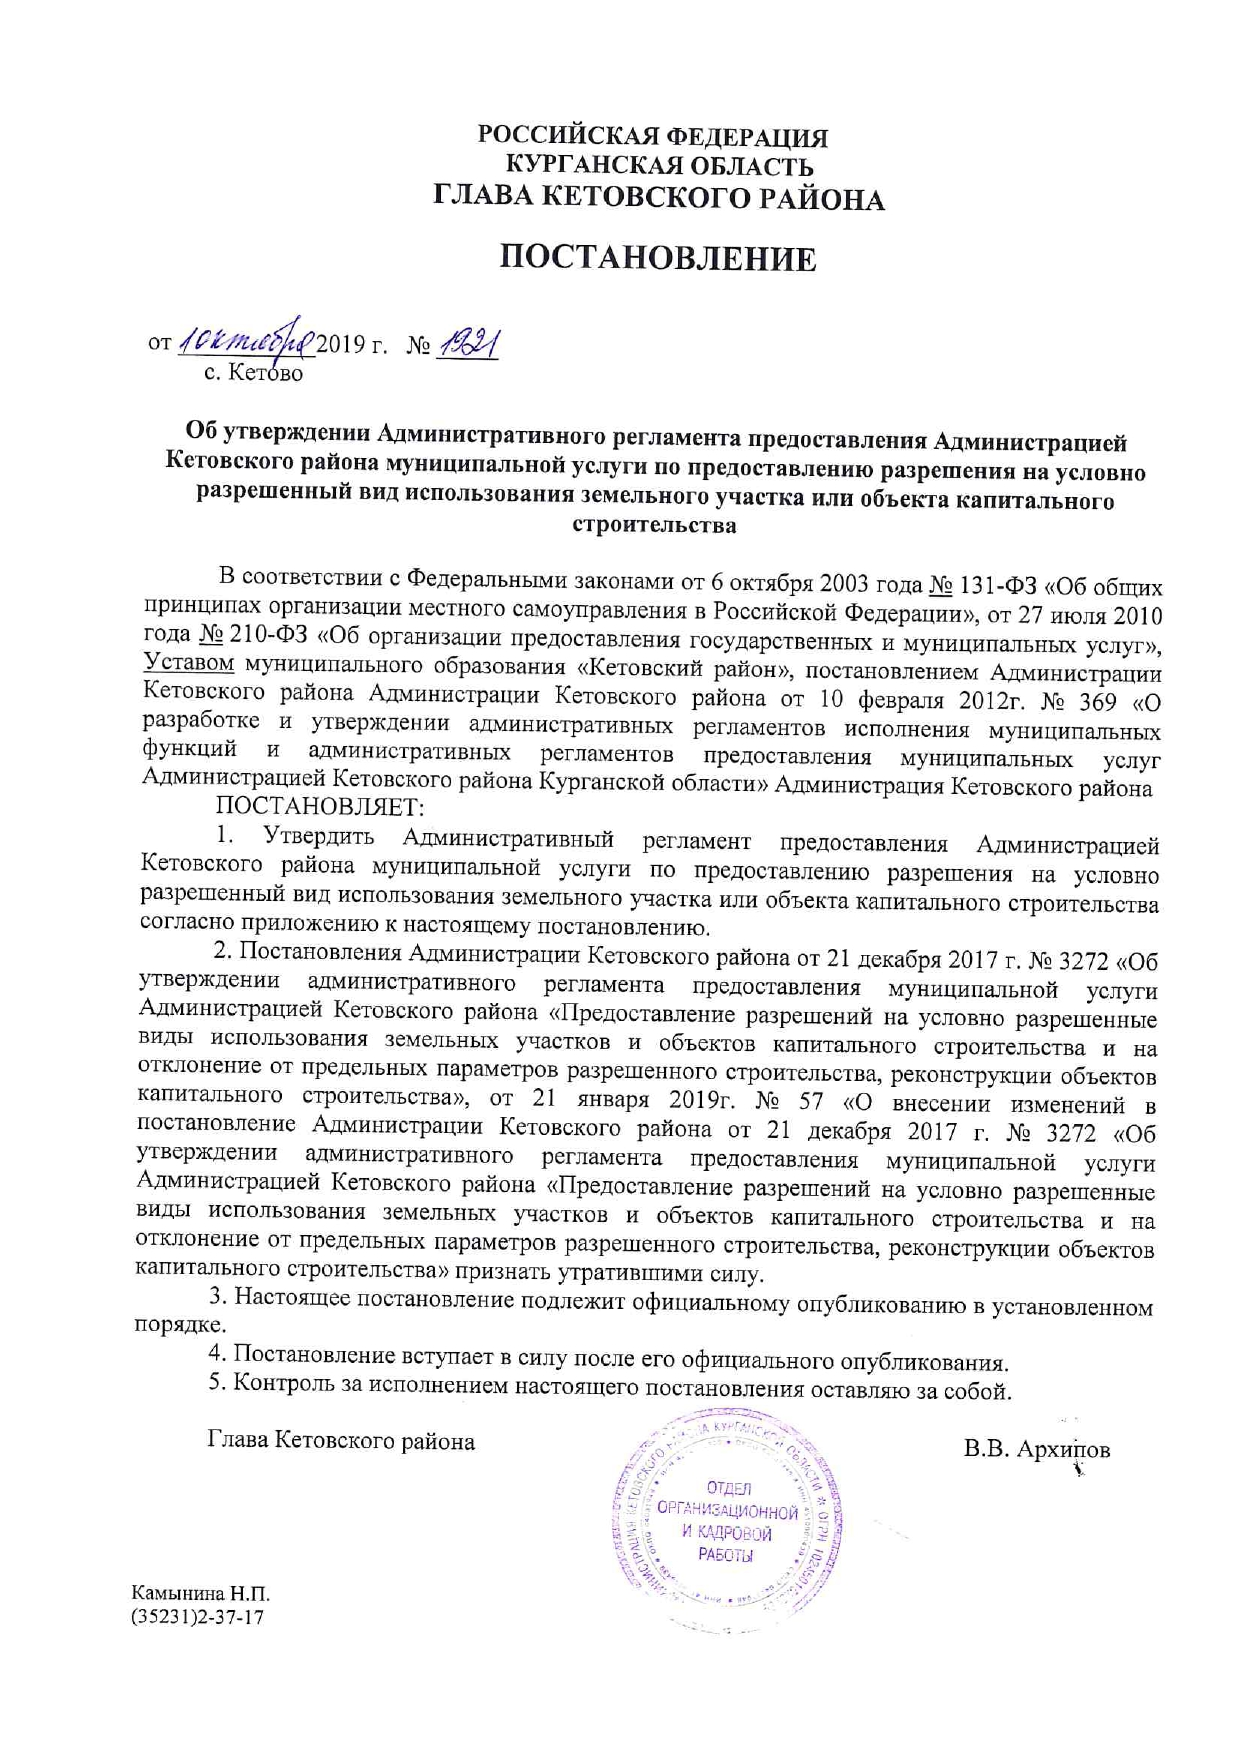 РОССИЙСКАЯ ФЕДЕРАЦИЯ
КУРГАНСКАЯ ОБЛАСТЬ
ГЛАВА КЕТОВСКОГО РАЙОНА
ПОСТАНОВЛЕНИЕ
от 1 октября 2019 г. № 1921
с. Кетово
Об утверждении Административного регламента предоставления Администрацией
Кетовского района муниципальной услуги по предоставлению разрешения на условно
разрешенный вид использования земельного участка или объекта капитального
строительства
В соответствии с Федеральными законами от 6 октября 2003 года № 131-ФЗ «Об общих
принципах организации местного самоуправления в Российской Федерации», от 27 июля 2010
года № 210-ФЗ «Об организации предоставления государственных и муниципальных услуг»,
Уставом муниципального образования «Кетовский район», постановлением Администрации
Кетовского района Администрации Кетовского района от 10 февраля 2012г. № 369 «О
разработке и утверждении административных регламентов исполнения муниципальных
функций и административных регламентов предоставления муниципальных услуг
Администрацией Кетовского района Курганской области» Администрация Кетовского района
ПОСТАНОВЛЯЕТ:
1. Утвердить Административный регламент предоставления Администрацией
Кетовского района муниципальной услуги по предоставлению разрешения на условно
разрешенный вид использования земельного участка или объекта капитального строительства
согласно приложению к настоящему постановлению.
2. Постановления Администрации Кетовского района от 21 декабря 2017 г. № 3272 «Об
утверждении административного регламента предоставления муниципальной услуги
Администрацией Кетовского района «Предоставление разрешений на условно разрешенные
виды использования земельных участков и объектов капитального строительства и на
отклонение от предельных параметров разрешенного строительства, реконструкции объектов
капитального строительства», от 21 января 2019г. № 57 «О внесении изменений в
постановление Администрации Кетовского района от 21 декабря 2017 г. № 3272 «Об
утверждении административного регламента предоставления муниципальной услуги
Администрацией Кетовского района «Предоставление разрешений на условно разрешенные
виды использования земельных участков и объектов капитального строительства и на
отклонение от предельных параметров разрешенного строительства, реконструкции объектов
капитального строительства» признать утратившими силу.
3. Настоящее постановление подлежит официальному опубликованию в установленном
порядке.
4. Постановление вступает в силу после его официального опубликования.
5. Контроль за исполнением настоящего постановления оставляю за собой.
Глава Кетовского района
В.В. Архипов
КЕТОВСКОГО РАЙОНА КУРГАНСКОЙ ОБЛАСТИ * ОГРН
ОТДЕЛ
ОРГАНИЗАЦИОННОЙ
И КАДРОВОЙ
РАБОТЫ
Камынина Н.П.
(35231)2-37-17